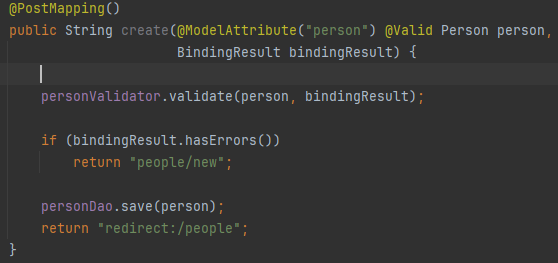 @PostMapping()
public String create(@ModelAttribute("person") @Valid Person person,
                     BindingResult bindingResult) {
    personValidator.validate(person, bindingResult);
    if (bindingResult.hasErrors())
        return "people/new";
    personDao.save(person);
    return "redirect:/people";
}